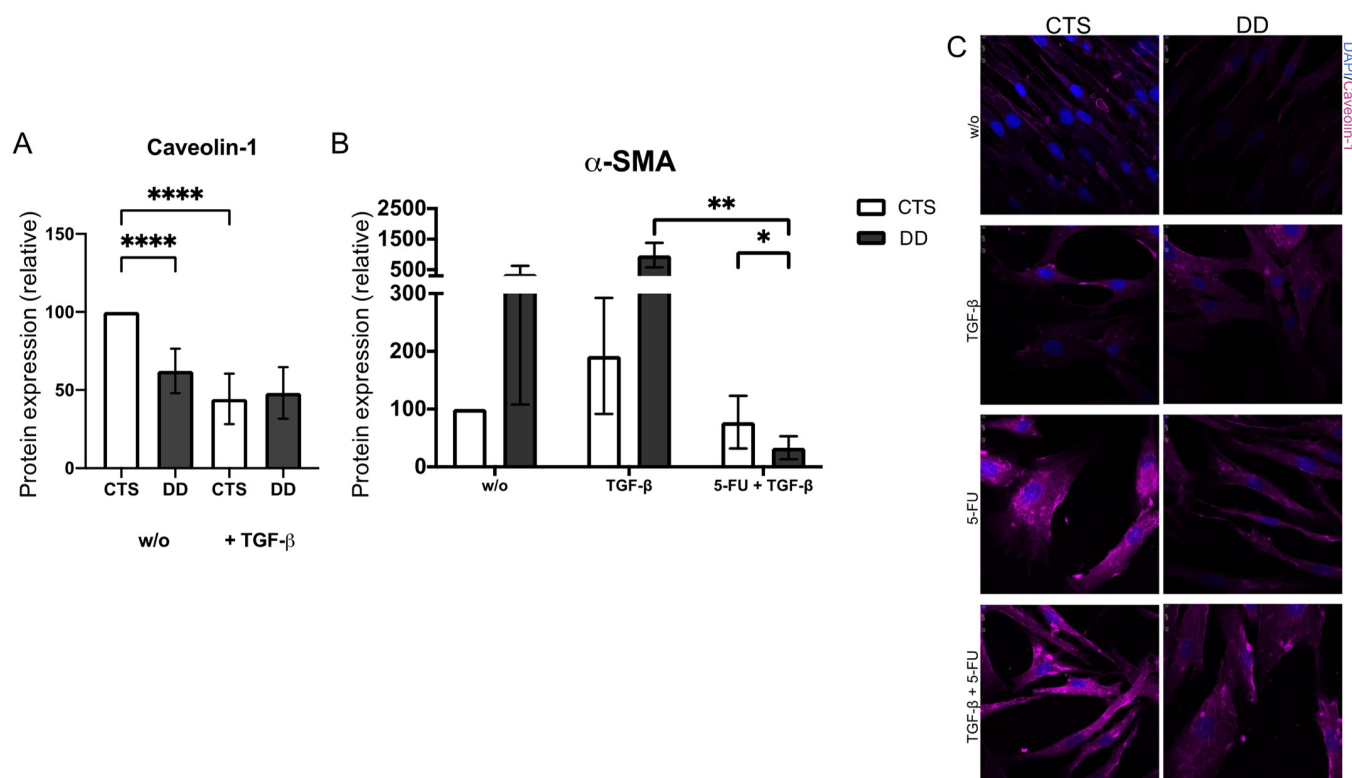 A
Caveolin-1
Protein expression (relative)
150
100
50
0
****
****
CTS
DD
CTS
DD
w/o
+ TGF-β
B
α-SMA
Protein expression (relative)
2500
1500
500
300
200
100
0
**
*
w/o
TGF-β
5-FU + TGF-β
CTS
DD
C
CTS
DD
w/o
TGF-β
5-FU
TGF-β + 5-FU
DAPI/Caveolin-1